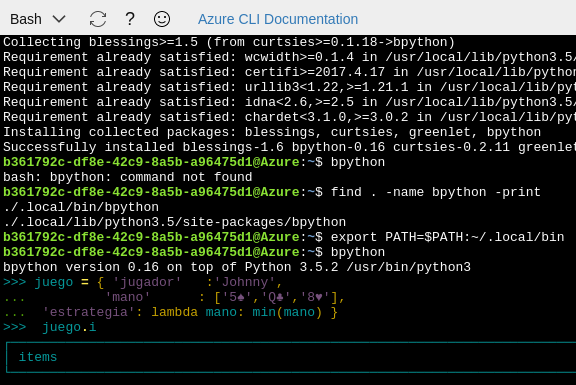 Bash ? Azure CLI Documentation
Collecting blessings>=1.5 (from curtsies>=0.1.18->bpython)
Requirement already satisfied: wcwidth>=0.1.4 in /usr/local/lib/python3.5/
Requirement already satisfied: certifi>=2017.4.17 in /usr/local/lib/python
Requirement already satisfied: urllib3<1.22,>=1.21.1 in /usr/local/lib/pyt
Requirement already satisfied: idna<2.6,>=2.5 in /usr/local/lib/python3.5/
Requirement already satisfied: chardet<3.1.0,>=3.0.2 in /usr/local/lib/pyt
Installing collected packages: blessings, curtsies, greenlet, bpython
Successfully installed blessings-1.6 bpython-0.16 curtsies-0.2.11 greenlet
b361792c-df8e-42c9-8a5b-a96475d1@Azure:~$ bpython
bash: bpython: command not found
b361792c-df8e-42c9-8a5b-a96475d1@Azure:~$ find . -name bpython -print
./.local/bin/bpython
./.local/lib/python3.5/site-packages/bpython
b361792c-df8e-42c9-8a5b-a96475d1@Azure:~$ export PATH=$PATH:~/.local/bin
b361792c-df8e-42c9-8a5b-a96475d1@Azure:~$ bpython
bpython version 0.16 on top of Python 3.5.2 /usr/bin/python3
>>> juego = { 'jugador'   :'Johnny',
...          'mano'      : ['5♠','Q♣','8♥'],
...  'estrategia': lambda mano: min(mano) }
>>>  juego.i
items